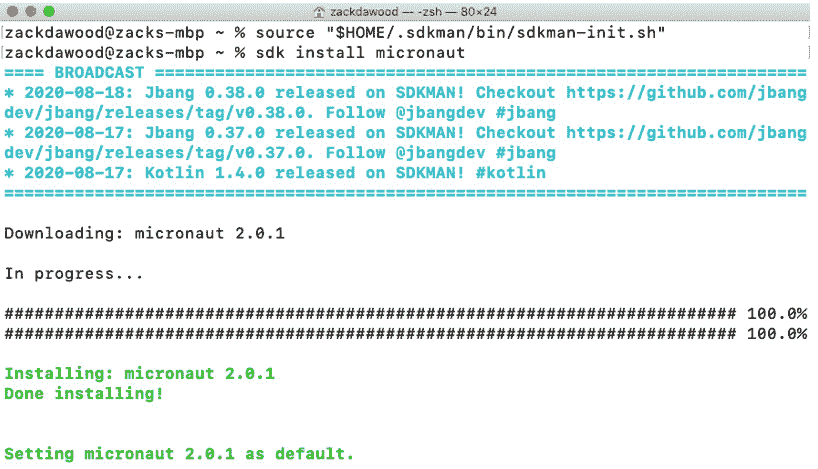 zackdawood — -zsh — 80×24
[zackdawood@zacks-mbp ~ % source "$HOME/.sdkman/bin/sdkman-init.sh"
[zackdawood@zacks-mbp ~ % sdk install micronaut
==== BROADCAST =================================================================
* 2020-08-18: Jbang 0.38.0 released on SDKMAN! Checkout https://github.com/jbang
dev/jbang/releases/tag/v0.38.0. Follow @jbangdev #jbang
* 2020-08-17: Jbang 0.37.0 released on SDKMAN! Checkout https://github.com/jbang
dev/jbang/releases/tag/v0.37.0. Follow @jbangdev #jbang
* 2020-08-17: Kotlin 1.4.0 released on SDKMAN! #kotlin
================================================================================
Downloading: micronaut 2.0.1
In progress...
######################################################################### 100.0%
######################################################################### 100.0%
Installing: micronaut 2.0.1
Done installing!
Setting micronaut 2.0.1 as default.